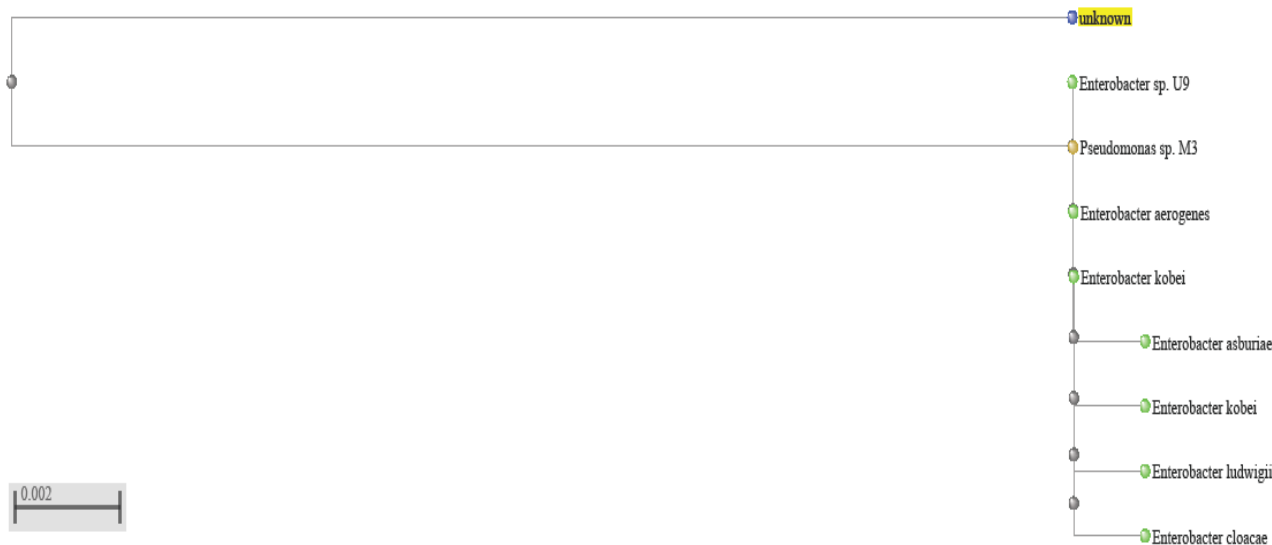 unknown
Enterobacter sp. U9
Pseudomonas sp. M3
Enterobacter aerogenes
Enterobacter kobei
Enterobacter asburiae
Enterobacter kobei
Enterobacter ludwigii
0.002
Enterobacter cloacae